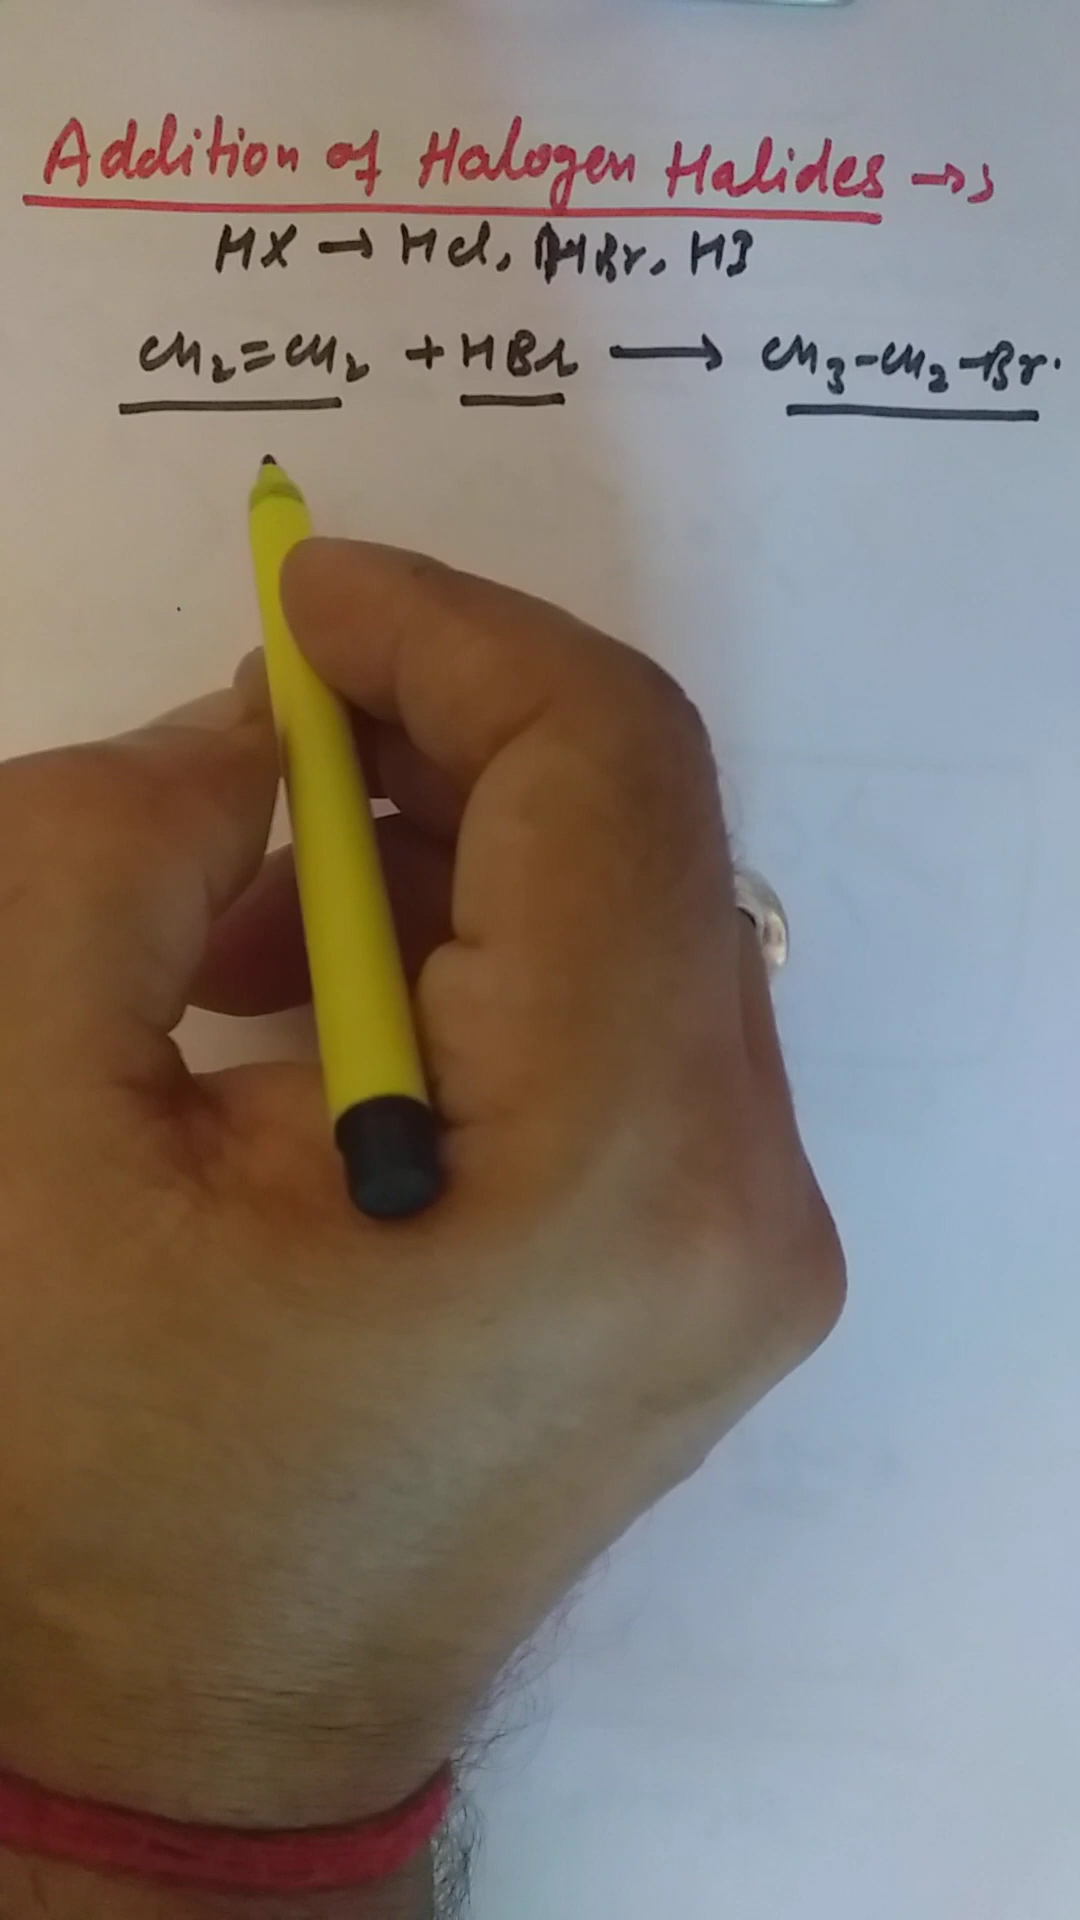 Addition of Halogen Halides →
HX → HCl, HBr, HI
CH₂=CH₂ + HBr ⟶ CH₃-CH₂-Br.